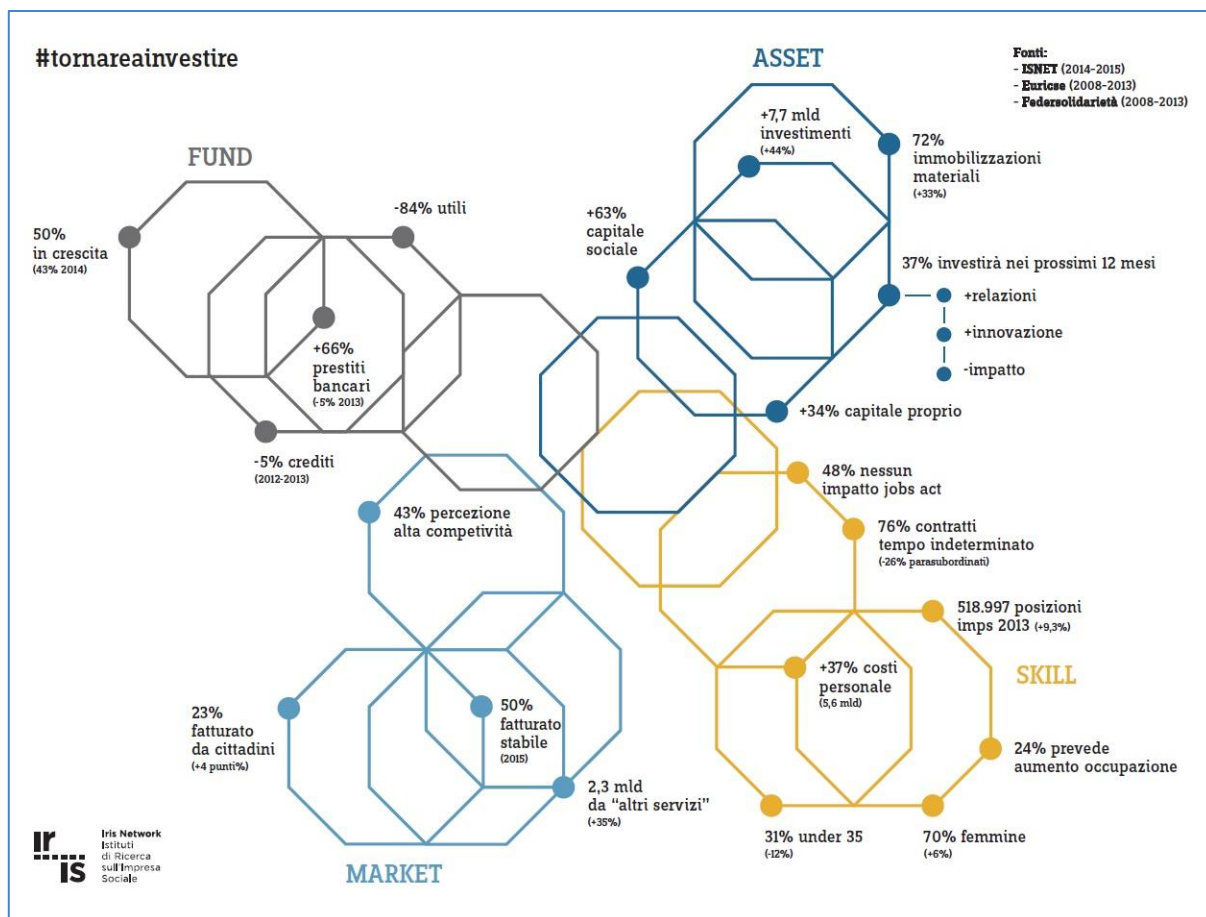 #tornareainvestire
Fonti:
- ISNET (2014-2015)
- Euricse (2008-2013)
- Federsolidarietà (2008-2013)
FUND
50%
in crescita
(43% 2014)
-84% utili
+66%
prestiti
bancari
(-5% 2013)
-5% crediti
(2012-2013)
ASSET
+7,7 mld
investimenti
(+44%)
72%
immobilizzazioni
materiali
(+33%)
+63%
capitale
sociale
37% investirà nei prossimi 12 mesi
+relazioni
+innovazione
-impatto
+34% capitale proprio
43% percezione
alta competività
23%
fatturato
da cittadini
(+4 punti%)
50%
fatturato
stabile
(2015)
2,3 mld
da “altri servizi”
(+35%)
MARKET
48% nessun
impatto jobs act
76% contratti
tempo indeterminato
(-26% parasubordinati)
518.997 posizioni
imps 2013 (+9,3%)
+37% costi
personale
(5,6 mld)
SKILL
24% prevede
aumento occupazione
31% under 35
(-12%)
70% femmine
(+6%)
Ir
is
Iris Network
Istituti
di Ricerca
sull'Impresa
Sociale